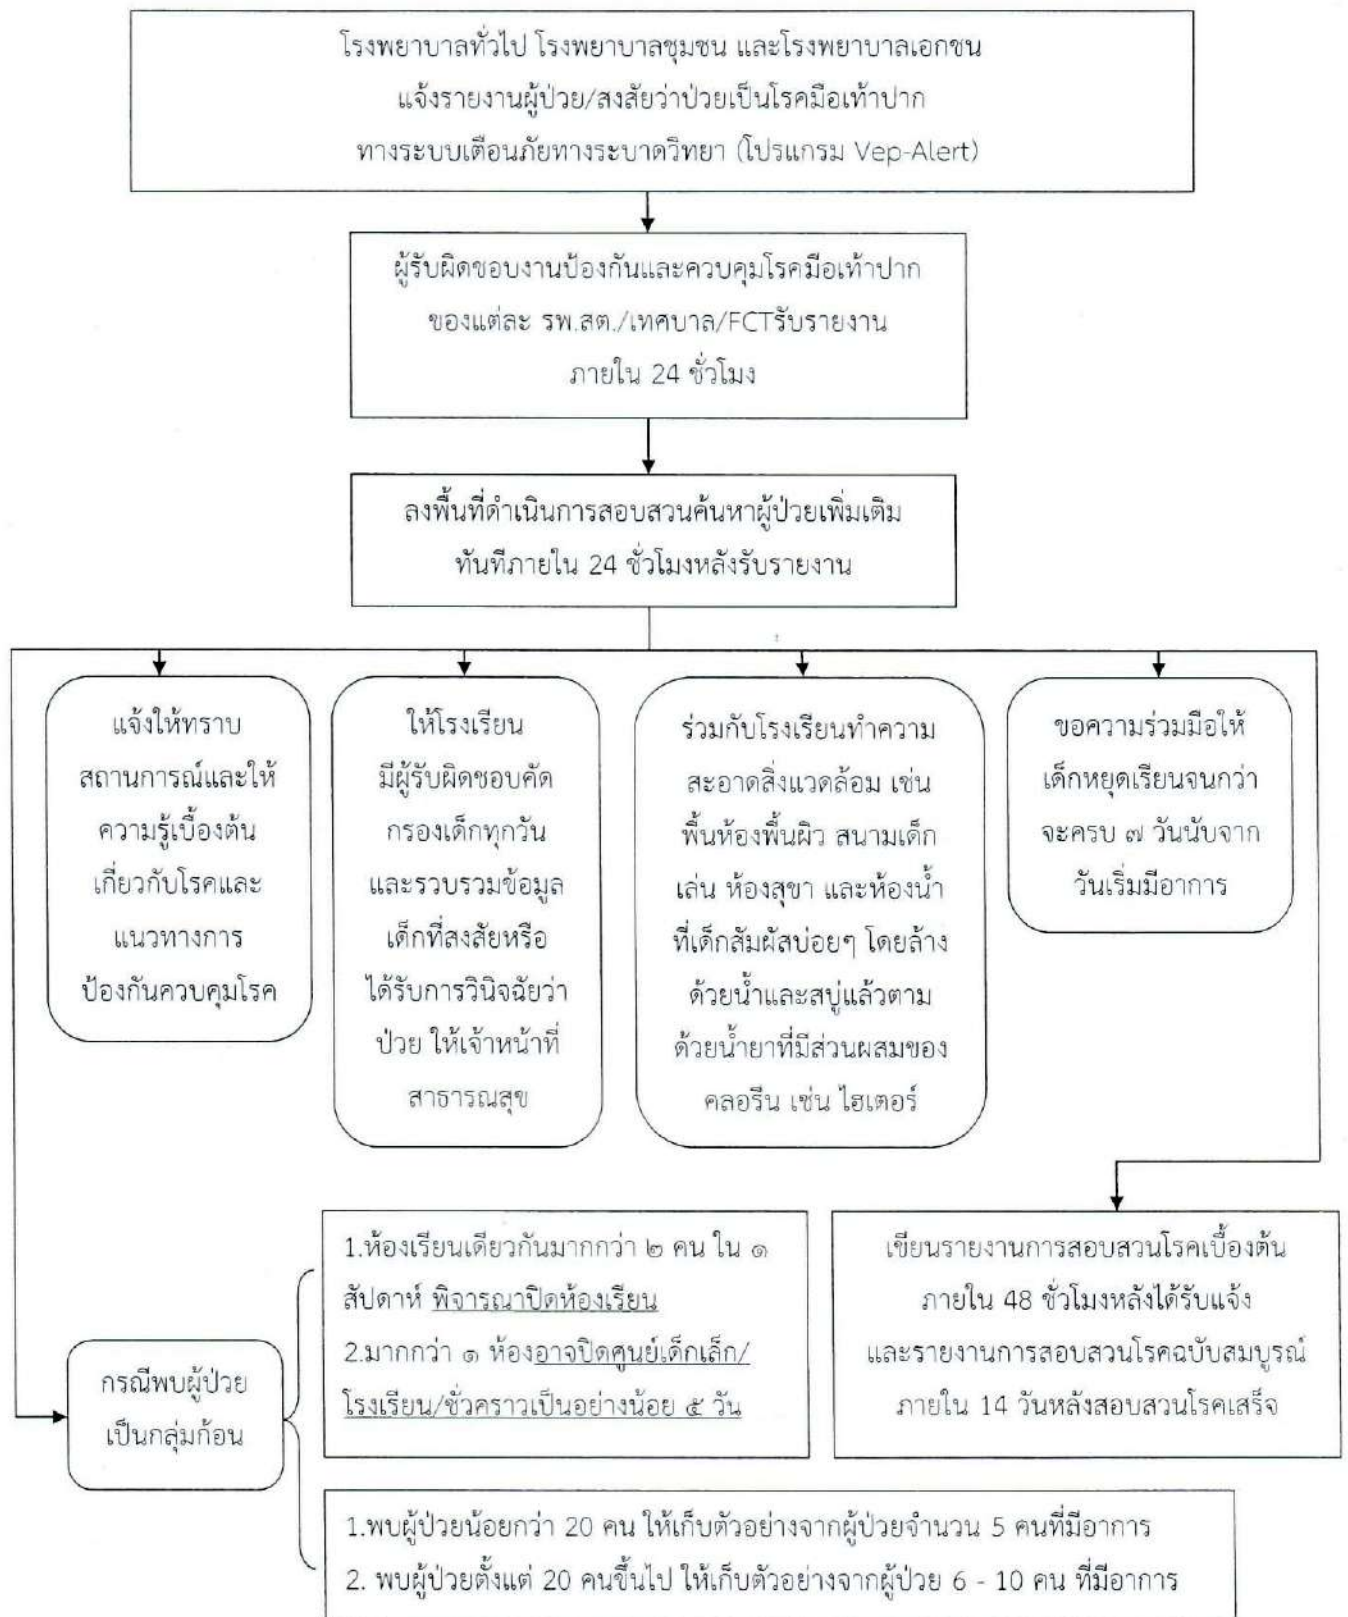 โรงพยาบาลทั่วไป โรงพยาบาลชุมชน และโรงพยาบาลเอกชน
แจ้งรายงานผู้ป่วย/สงสัยว่าป่วยเป็นโรคมือเท้าปาก
ทางระบบเตือนภัยทางระบาดวิทยา (โปรแกรม Vep-Alert)
ผู้รับผิดชอบงานป้องกันและควบคุมโรคมือเท้าปาก
ของแต่ละ รพ.สต./เทศบาล/FCTรับรายงาน
ภายใน 24 ชั่วโมง
ลงพื้นที่ดำเนินการสอบสวนค้นหาผู้ป่วยเพิ่มเติม
ทันทีภายใน 24 ชั่วโมงหลังรับรายงาน
แจ้งให้ทราบ
สถานการณ์และให้
ความรู้เบื้องต้น
เกี่ยวกับโรคและ
แนวทางการ
ป้องกันควบคุมโรค
ให้โรงเรียน
มีผู้รับผิดชอบคัด
กรองเด็กทุกวัน
และรวบรวมข้อมูล
เด็กที่สงสัยหรือ
ได้รับการวินิจฉัยว่า
ป่วย ให้เจ้าหน้าที่
สาธารณสุข
ร่วมกับโรงเรียนทำความ
สะอาดสิ่งแวดล้อม เช่น
พื้นห้องพื้นผิว สนามเด็ก
เล่น ห้องสุขา และห้องน้ำ
ที่เด็กสัมผัสบ่อยๆ โดยล้าง
ด้วยน้ำและสบู่แล้วตาม
ด้วยน้ำยาที่มีส่วนผสมของ
คลอรีน เช่น ไฮเตอร์
ขอความร่วมมือให้
เด็กหยุดเรียนจนกว่า
จะครบ ๗ วันนับจาก
วันเริ่มมีอาการ
กรณีพบผู้ป่วย
เป็นกลุ่มก้อน
1.ห้องเรียนเดียวกันมากกว่า ๒ คน ใน ๑
สัปดาห์ พิจารณาปิดห้องเรียน
2.มากกว่า ๑ ห้องอาจปิดศูนย์เด็กเล็ก/
โรงเรียน/ชั่วคราวเป็นอย่างน้อย ๕ วัน
เขียนรายงานการสอบสวนโรคเบื้องต้น
ภายใน 48 ชั่วโมงหลังได้รับแจ้ง
และรายงานการสอบสวนโรคฉบับสมบูรณ์
ภายใน 14 วันหลังสอบสวนโรคเสร็จ
1.พบผู้ป่วยน้อยกว่า 20 คน ให้เก็บตัวอย่างจากผู้ป่วยจำนวน 5 คนที่มีอาการ
2. พบผู้ป่วยตั้งแต่ 20 คนขึ้นไป ให้เก็บตัวอย่างจากผู้ป่วย 6 - 10 คน ที่มีอาการ